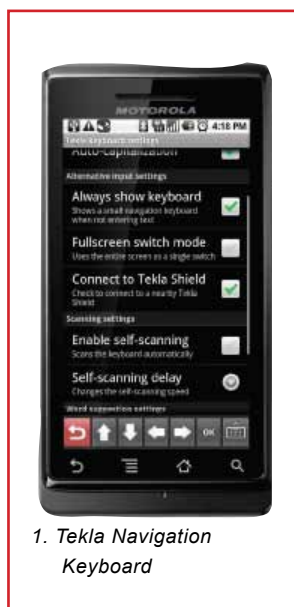 MOTOROLA
4:18 PM
Tekla keyboard settings
Auto-capitalization
Alternative input settings
Always show keyboard
Shows a small navigation keyboard
when not entering text
Fullscreen switch mode
Uses the entire screen as a single switch
Connect to Tekla Shield
Check to connect to a nearby Tekla
Shield
Scanning settings
Enable self-scanning
Scans the keyboard automatically
Self-scanning delay
Changes the self-scanning speed
Word suggestion settings
OK
1. Tekla Navigation
Keyboard